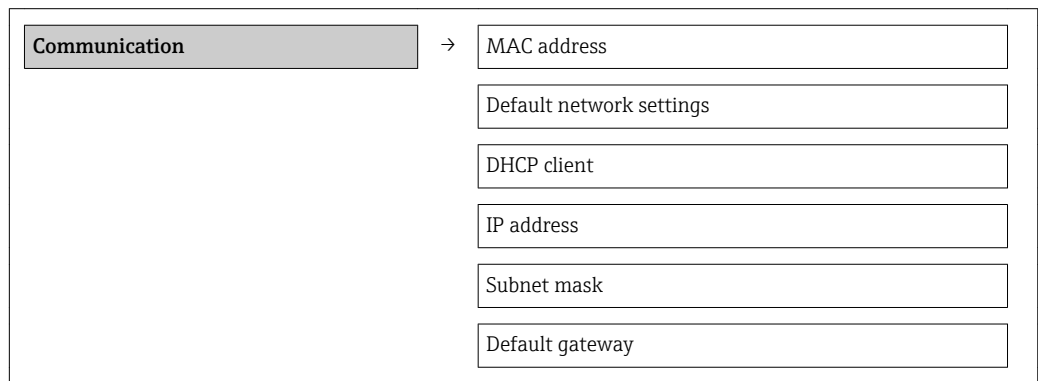 Communication → MAC address
Default network settings
DHCP client
IP address
Subnet mask
Default gateway